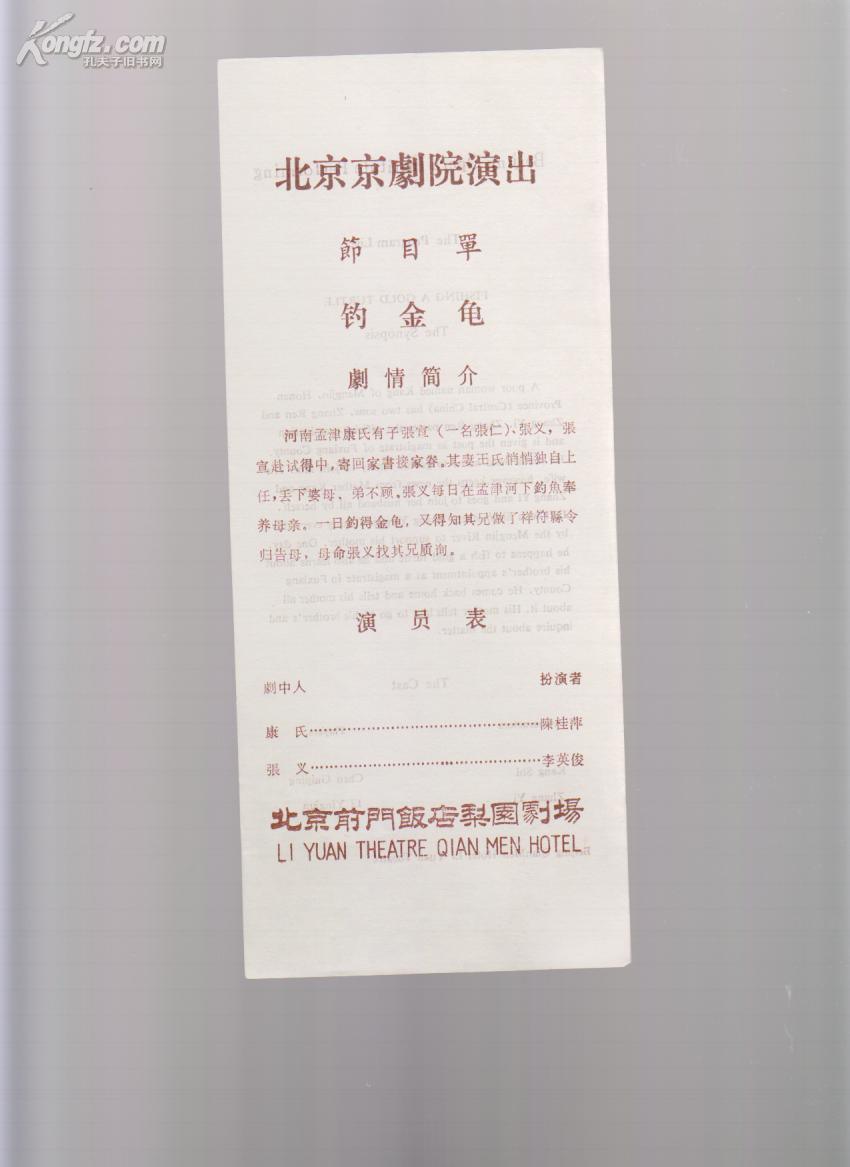 Kongfz.com
孔夫子旧书网
北京京劇院演出
節目單
钓金龟
劇情简介
河南孟津康氏有子張宣（一名張仁）、張义，張
宣赴试得中，寄回家書接家眷。其妻王氏悄悄独自上
任，丢下婆母、弟不顾。張义每日在孟津河下釣魚奉
养母亲。一日釣得金龟，又得知其兄做了祥符縣令
归告母，母命張义找其兄质询。
演员表
劇中人 扮演者
康氏……………………………………陳桂萍
張义……………………………………李英俊
北京前門飯店梨園劇場
LI YUAN THEATRE QIAN MEN HOTEL